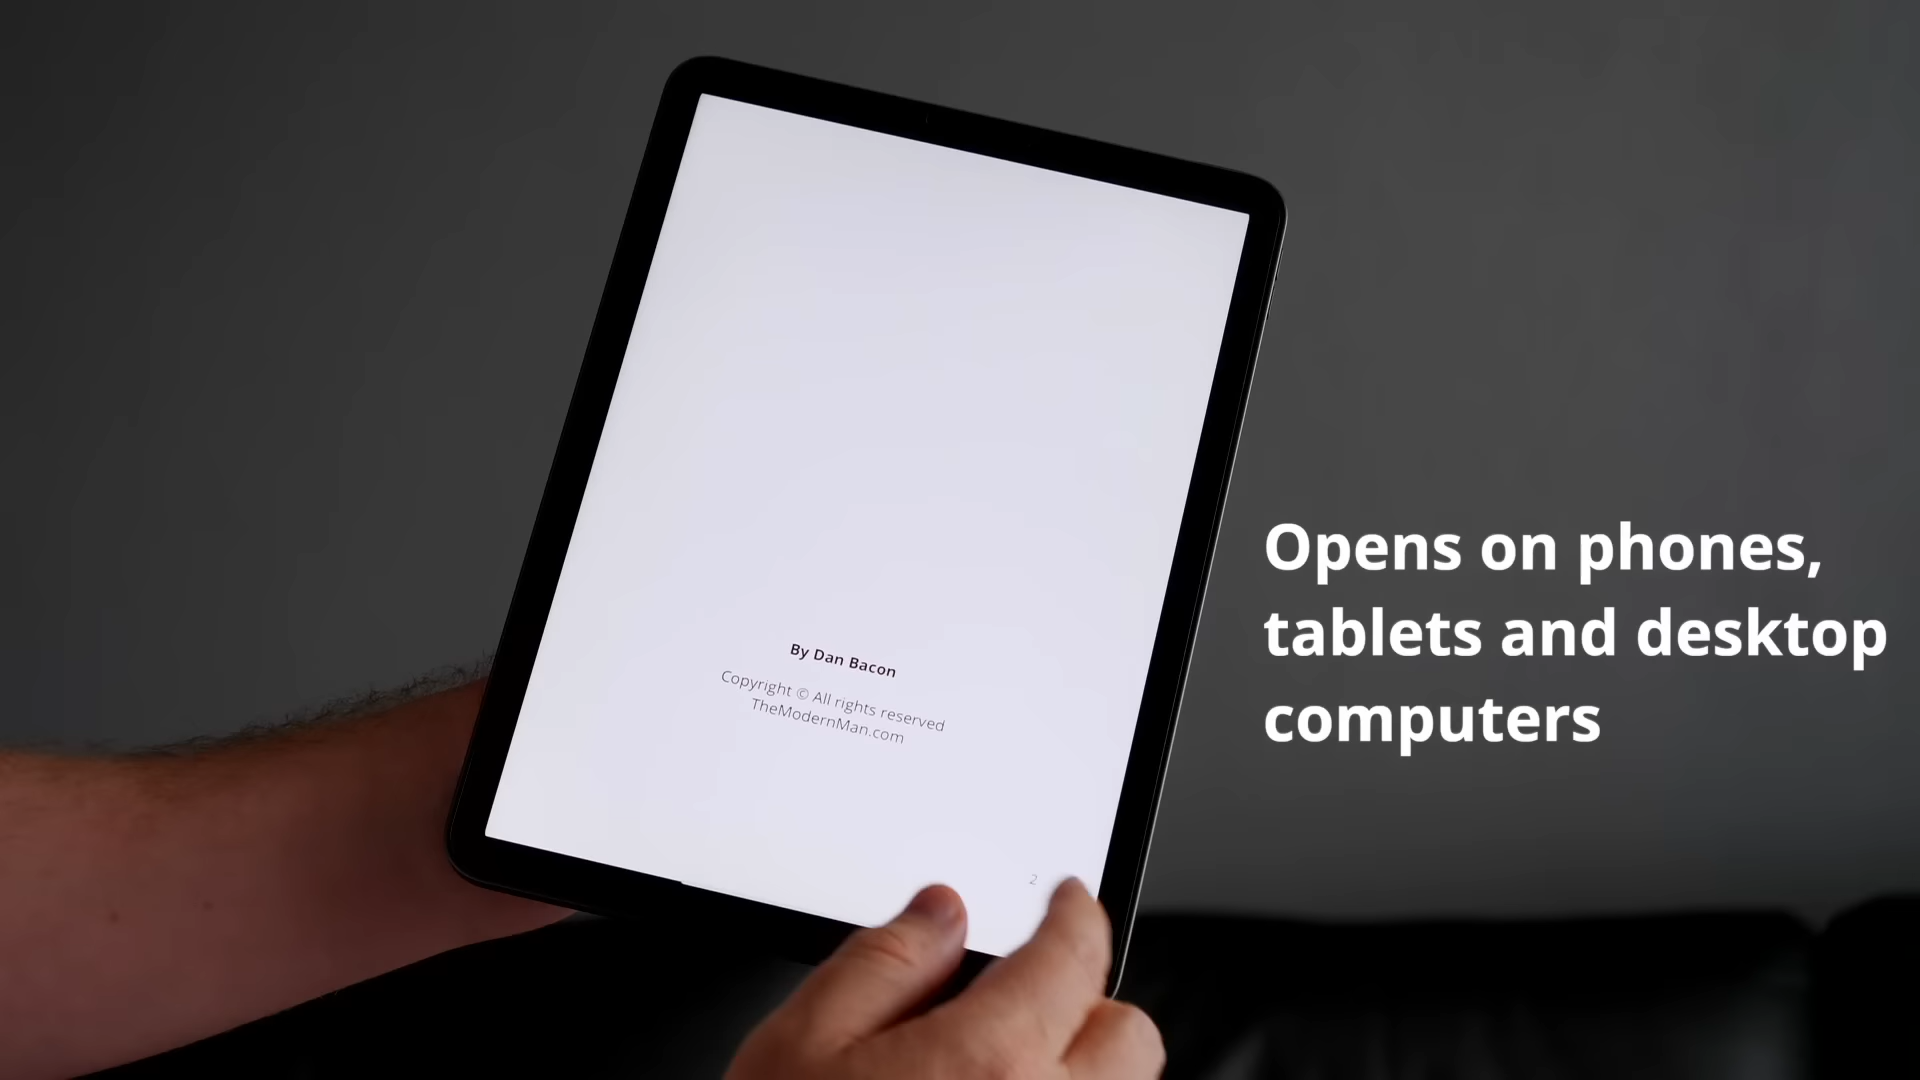 By Dan Bacon
Copyright © All rights reserved
TheModernMan.com
2
Opens on phones,
tablets and desktop
computers